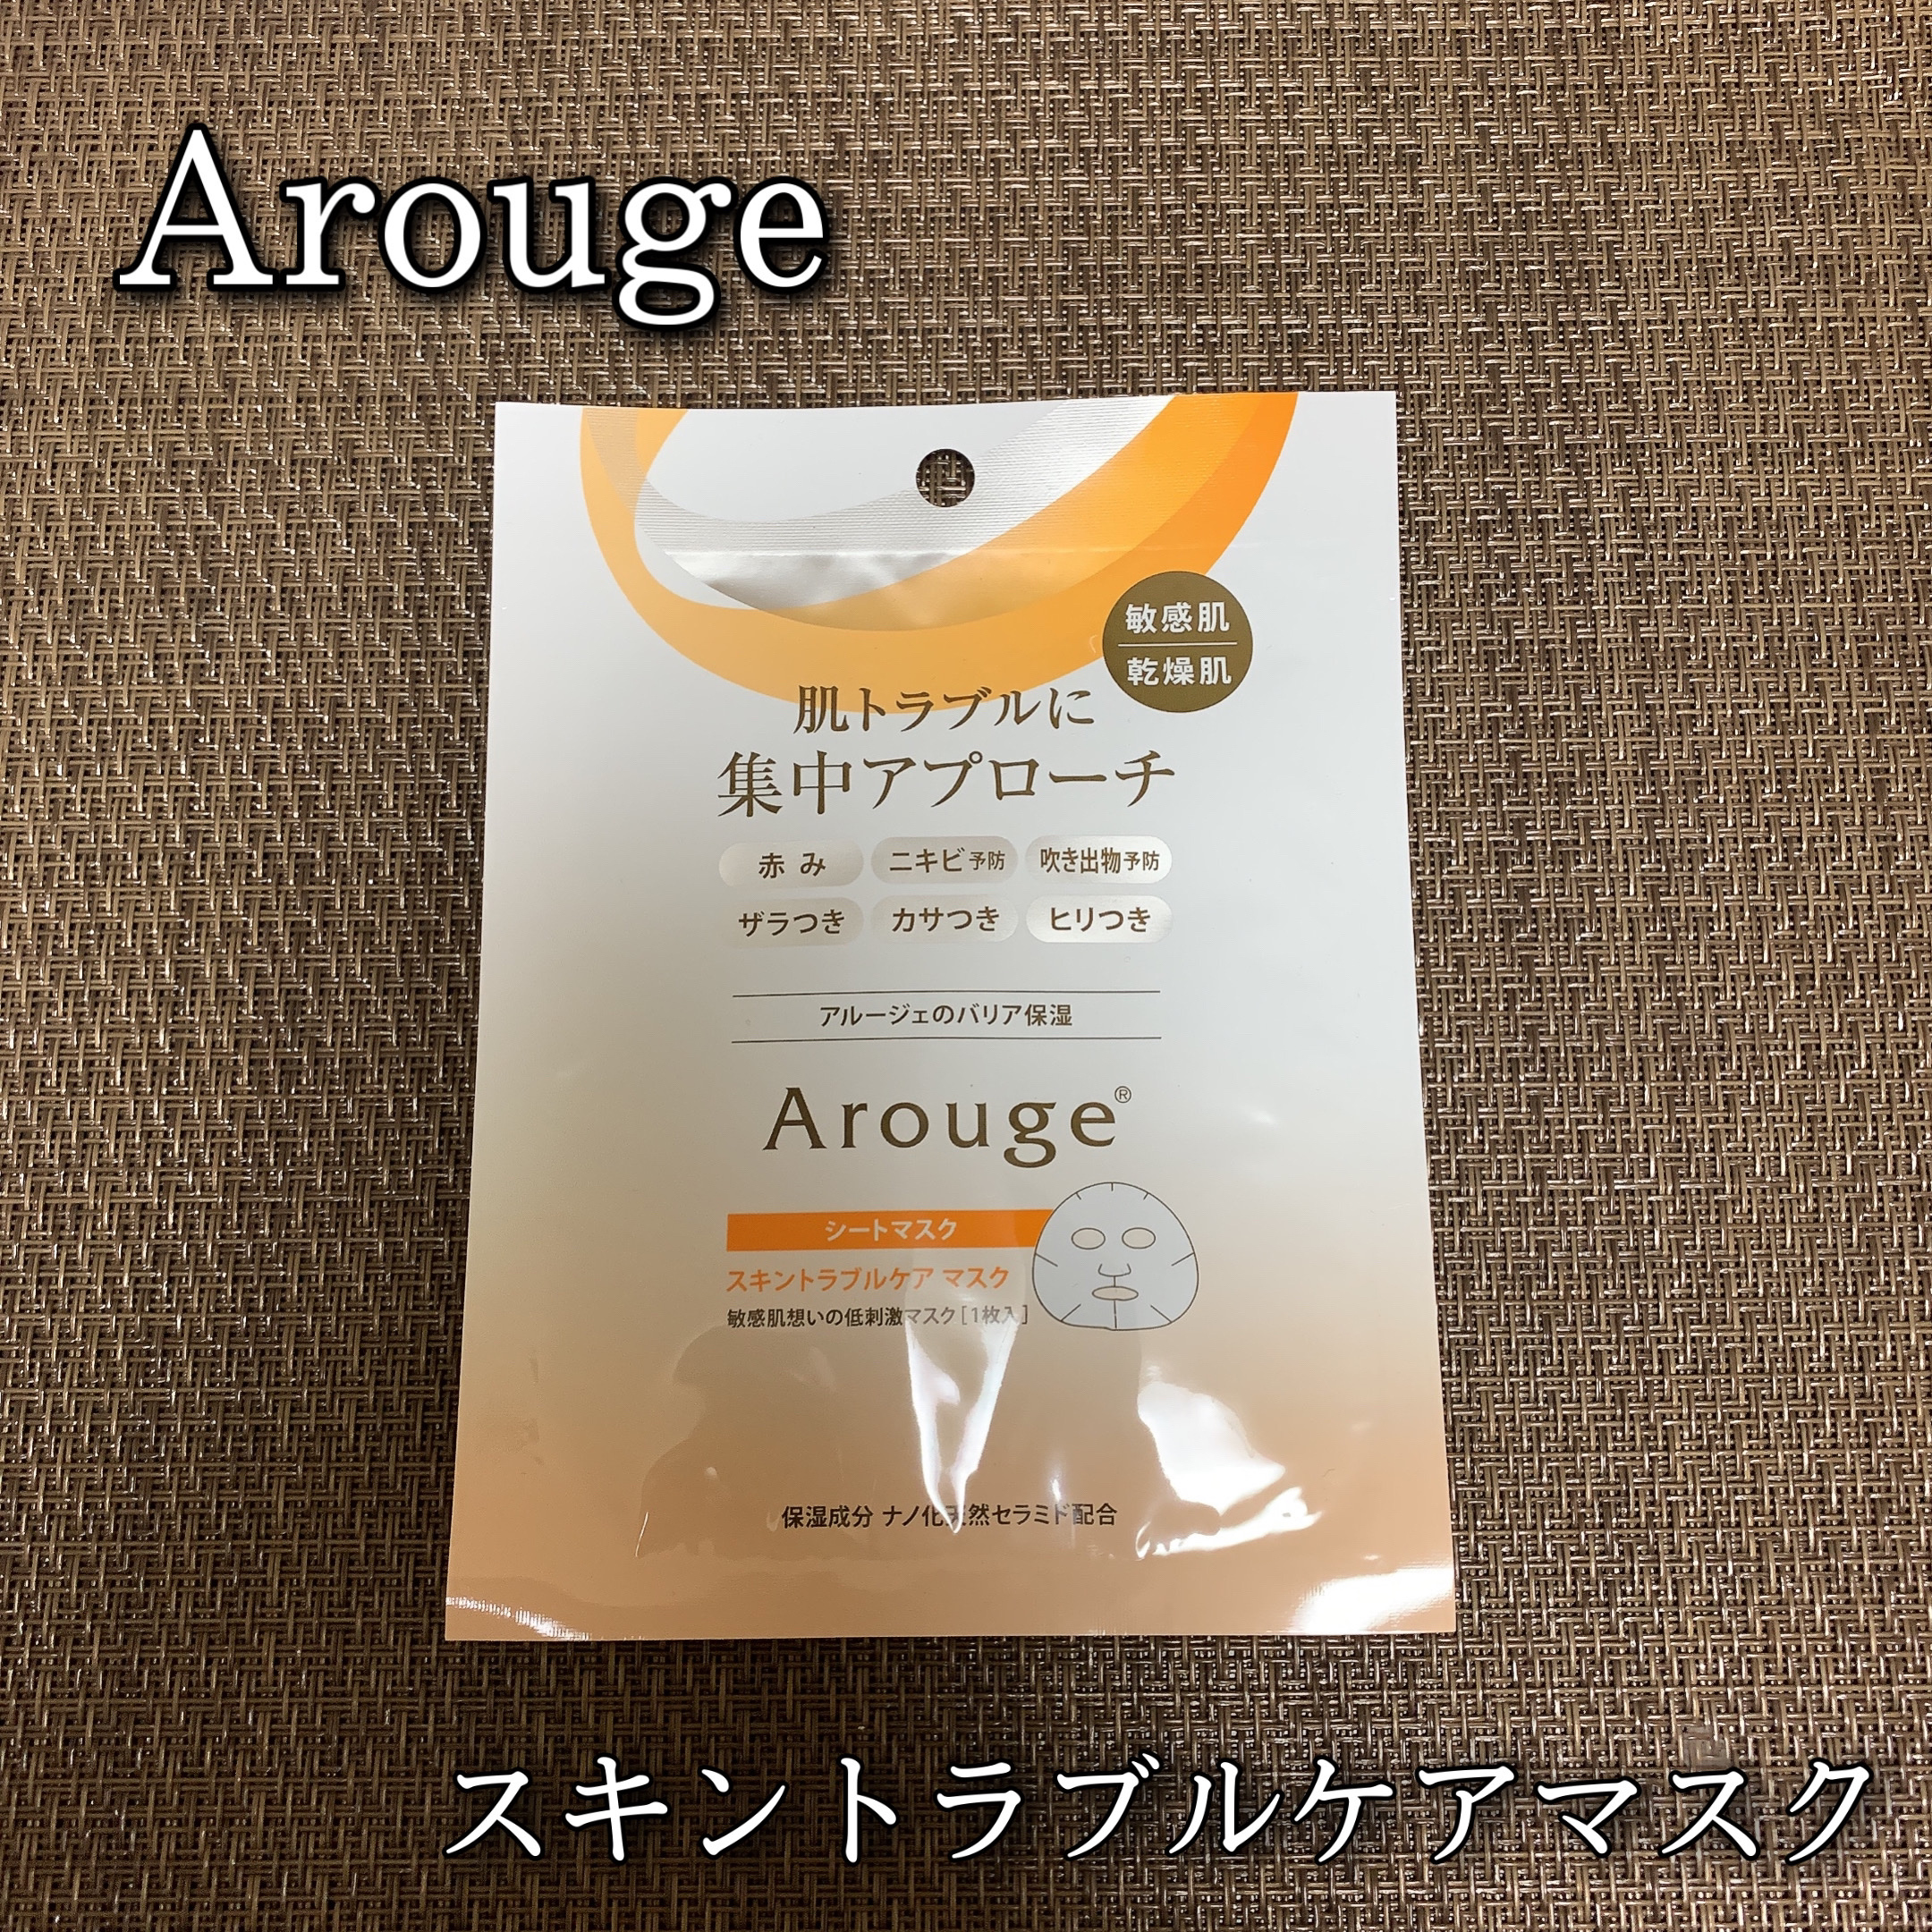 Arouge
敏感肌
乾燥肌
肌トラブルに
集中アプローチ
赤み ニキビ予防 吹き出物予防
ザラつき カサつき ヒリつき
アルージェのバリア保湿
Arouge®
シートマスク
スキントラブルケア マスク
敏感肌想いの低刺激マスク[1枚入]
保湿成分 ナノ化天然セラミド配合
スキントラブルケアマスク